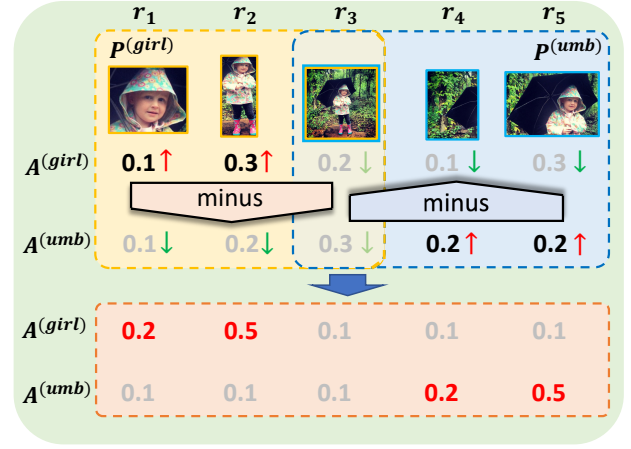 r₁ r₂ r₃ r₄ r₅
P⁽ᵍⁱʳˡ⁾ P⁽ᵘᵐᵇ⁾
A⁽ᵍⁱʳˡ⁾ 0.1↑ 0.3↑ 0.2↓ 0.1↓ 0.3↓
minus minus
A⁽ᵘᵐᵇ⁾ 0.1↓ 0.2↓ 0.3↓ 0.2↑ 0.2↑
A⁽ᵍⁱʳˡ⁾ 0.2 0.5 0.1 0.1 0.1
A⁽ᵘᵐᵇ⁾ 0.1 0.1 0.1 0.2 0.5